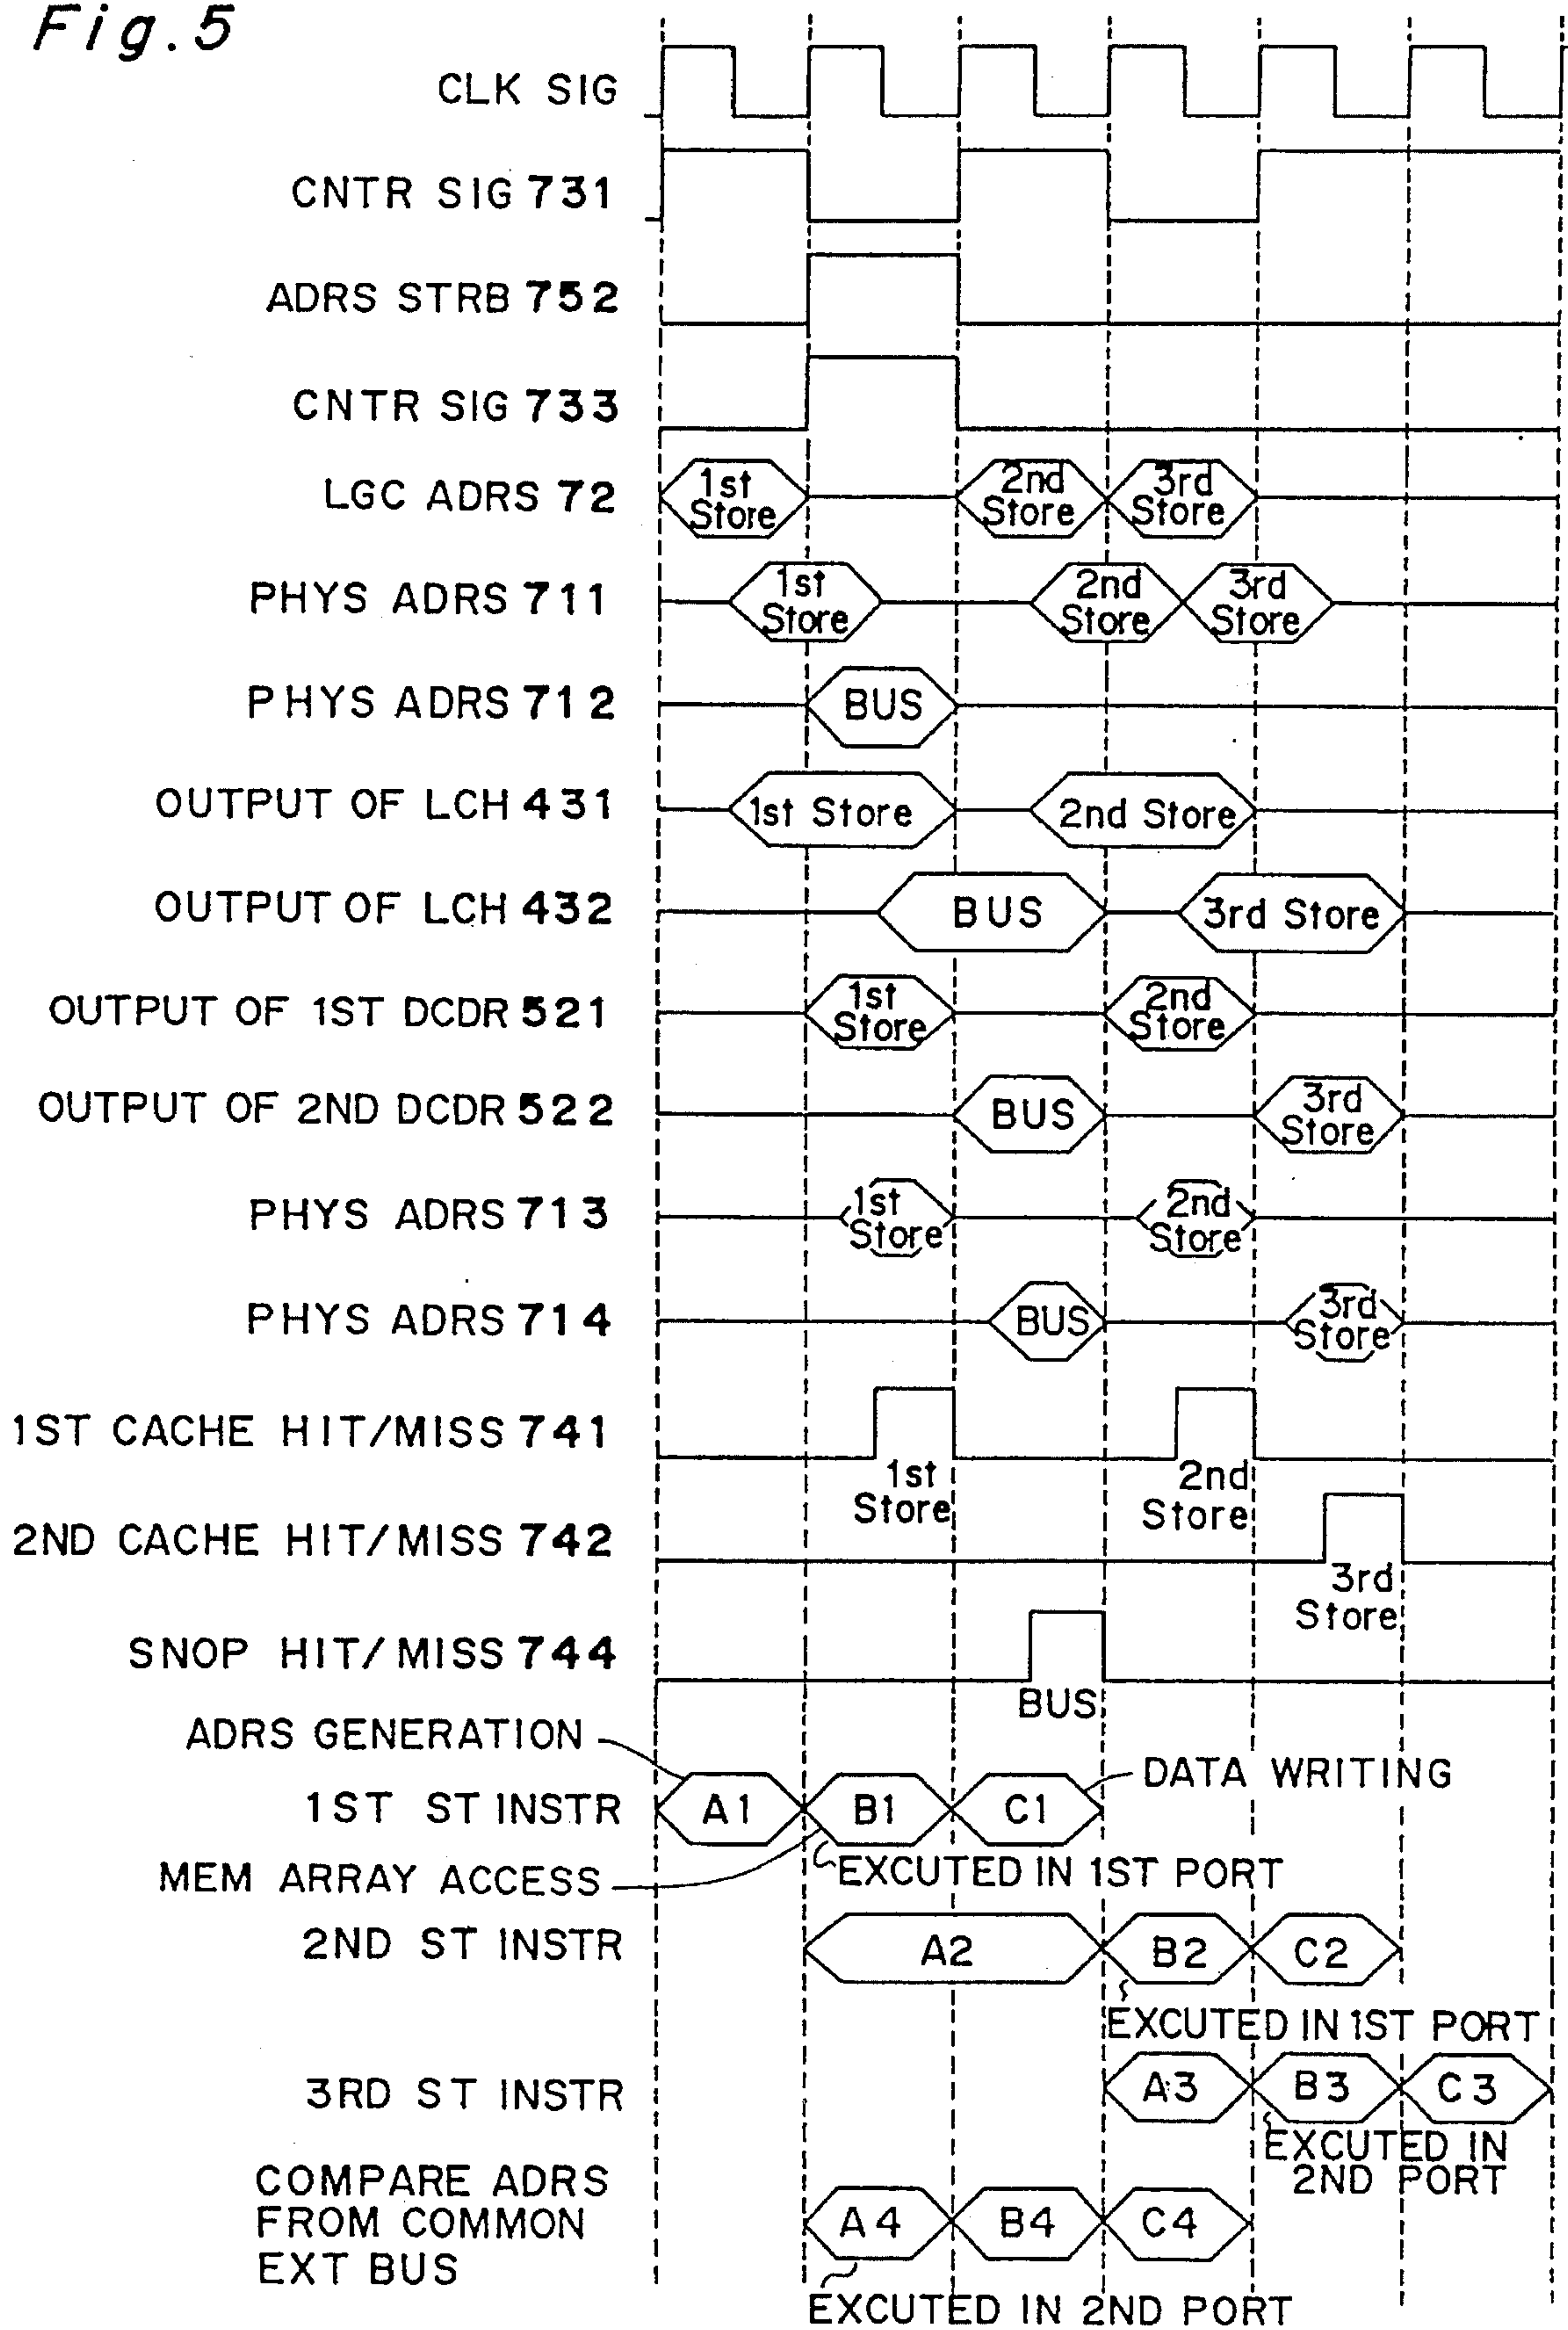 Fig. 5
CLK SIG
CNTR SIG 731
ADRS STRB 752
CNTR SIG 733
LGC ADRS 72
1st Store
2nd Store
3rd Store
PHYS ADRS 711
1st Store
2nd Store
3rd Store
PHYS ADRS 712
BUS
OUTPUT OF LCH 431
1st Store
2nd Store
OUTPUT OF LCH 432
BUS
3rd Store
OUTPUT OF 1ST DCDR 521
1st Store
2nd Store
OUTPUT OF 2ND DCDR 522
BUS
3rd Store
PHYS ADRS 713
1st Store
2nd Store
PHYS ADRS 714
BUS
3rd Store
1ST CACHE HIT/MISS 741
1st Store
2nd Store
2ND CACHE HIT/MISS 742
3rd Store
SNOP HIT/MISS 744
BUS
ADRS GENERATION
DATA WRITING
1ST ST INSTR
A1
B1
C1
MEM ARRAY ACCESS
EXCUTED IN 1ST PORT
2ND ST INSTR
A2
B2
C2
EXCUTED IN 1ST PORT
3RD ST INSTR
A3
B3
C3
EXCUTED IN
2ND PORT
COMPARE ADRS
FROM COMMON
EXT BUS
A4
B4
C4
EXCUTED IN 2ND PORT